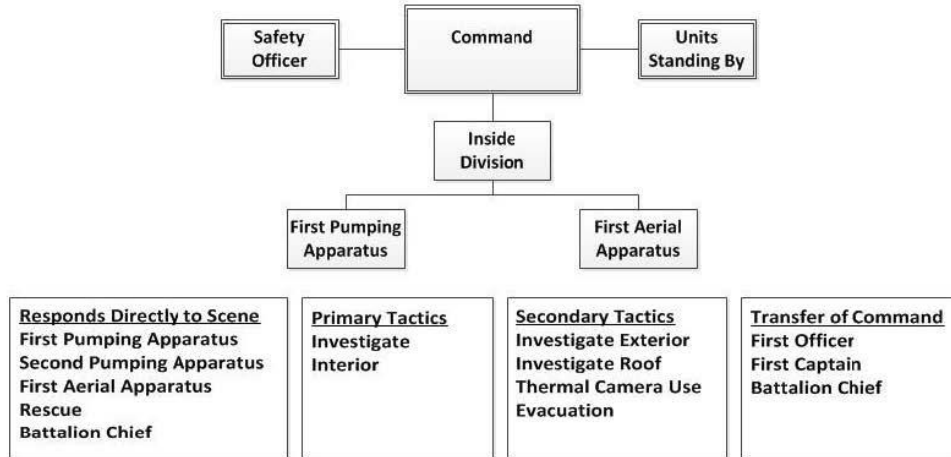 Safety
Officer
Command
Units
Standing By
Inside
Division
First Pumping
Apparatus
First Aerial
Apparatus
Responds Directly to Scene
First Pumping Apparatus
Second Pumping Apparatus
First Aerial Apparatus
Rescue
Battalion Chief
Primary Tactics
Investigate
Interior
Secondary Tactics
Investigate Exterior
Investigate Roof
Thermal Camera Use
Evacuation
Transfer of Command
First Officer
First Captain
Battalion Chief